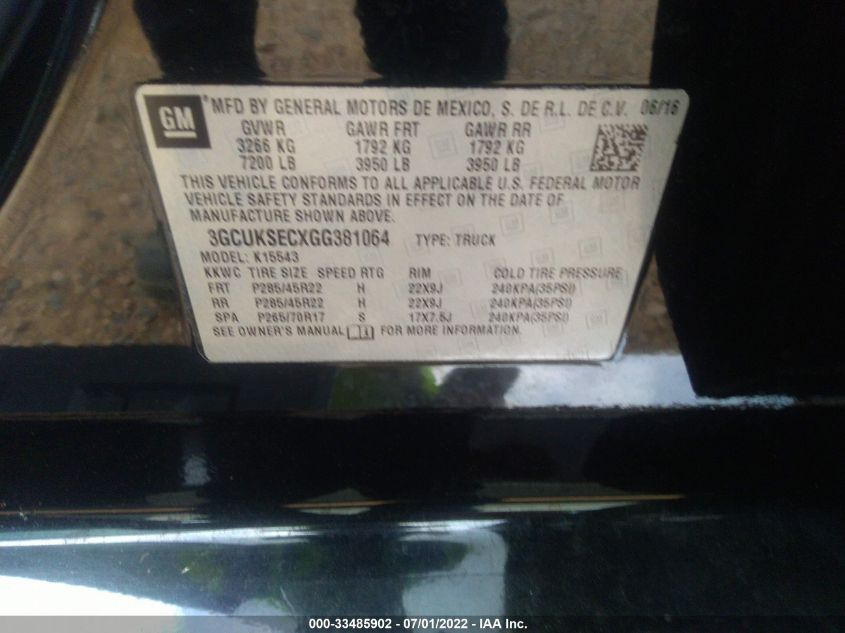 GM
MFD BY GENERAL MOTORS DE MEXICO, S. DE R.L. DE C.V. 06/16
GVWR GAWR FRT GAWR RR
3266 KG 1792 KG 1792 KG
7200 LB 3950 LB 3950 LB
THIS VEHICLE CONFORMS TO ALL APPLICABLE U.S. FEDERAL MOTOR
VEHICLE SAFETY STANDARDS IN EFFECT ON THE DATE OF
MANUFACTURE SHOWN ABOVE.
3GCUKSECXGG381064 TYPE: TRUCK
MODEL: K15543
KKWC TIRE SIZE SPEED RTG RIM COLD TIRE PRESSURE
FRT P285/45R22 H 22X9J 240KPA(35PSI)
RR P285/45R22 H 22X9J 240KPA(35PSI)
SPA P265/70R17 S 17X7.5J 240KPA(35PSI)
SEE OWNER'S MANUAL FOR MORE INFORMATION.
000-33485902 - 07/01/2022 - IAA Inc.